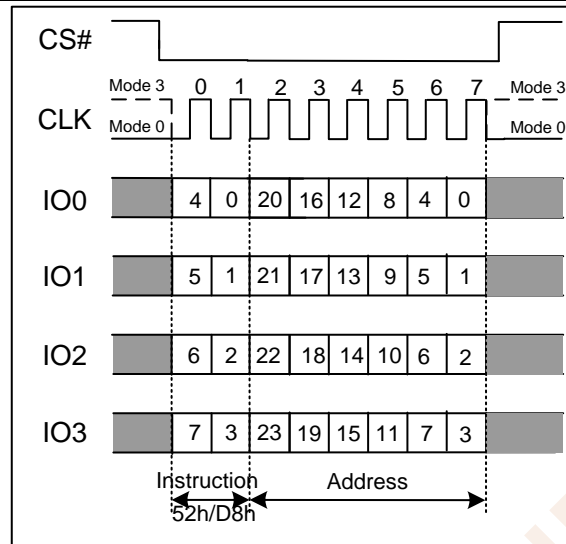 CS#
Mode 3 0 1 2 3 4 5 6 7 Mode 3
CLK Mode 0 Mode 0
IO0 4 0 20 16 12 8 4 0
IO1 5 1 21 17 13 9 5 1
IO2 6 2 22 18 14 10 6 2
IO3 7 3 23 19 15 11 7 3
Instruction Address
52h/D8h